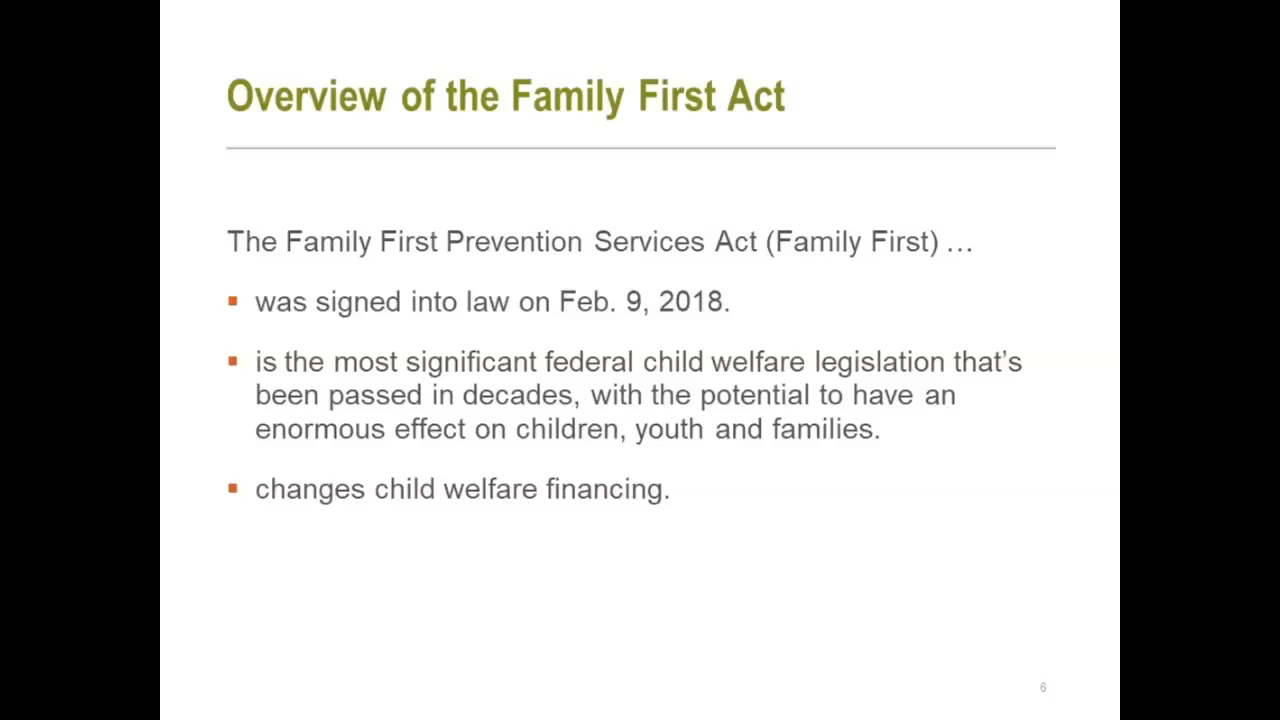 Overview of the Family First Act
The Family First Prevention Services Act (Family First) …
▪ was signed into law on Feb. 9, 2018.
▪ is the most significant federal child welfare legislation that’s
been passed in decades, with the potential to have an
enormous effect on children, youth and families.
▪ changes child welfare financing.
6